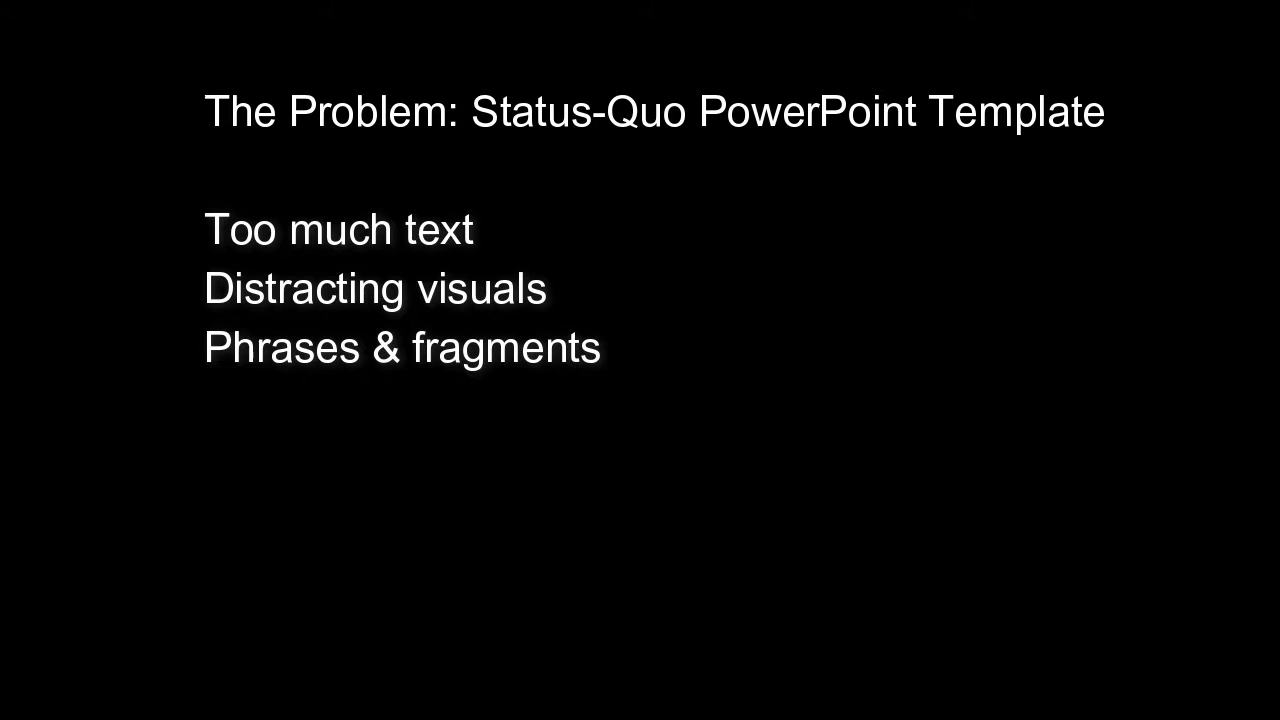 The Problem: Status-Quo PowerPoint Template
Too much text
Distracting visuals
Phrases & fragments